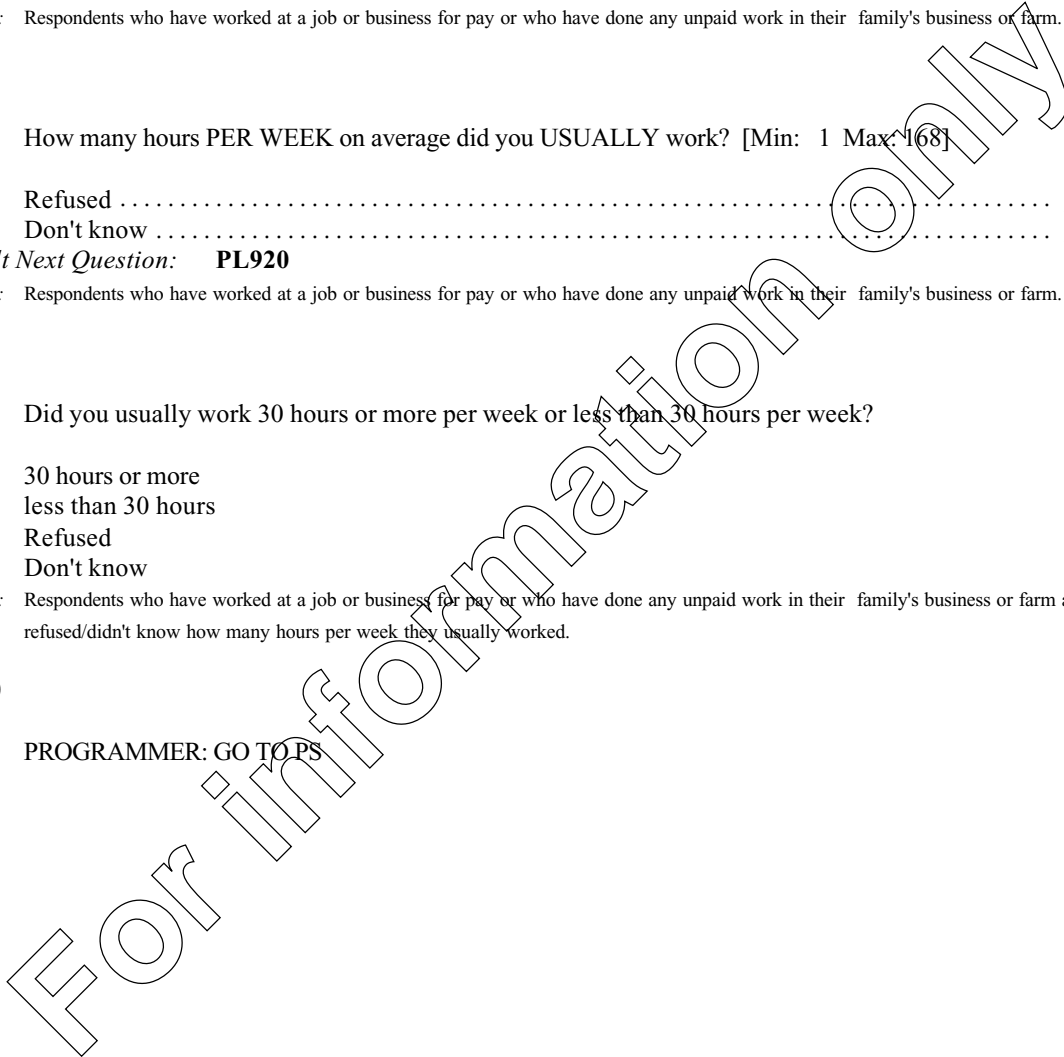 r Respondents who have worked at a job or business for pay or who have done any unpaid work in their family's business or farm.
How many hours PER WEEK on average did you USUALLY work? [Min: 1 Max: 168]
Refused ......................................................................
Don't know ...................................................................
t Next Question: PL920
r Respondents who have worked at a job or business for pay or who have done any unpaid work in their family's business or farm.
Did you usually work 30 hours or more per week or less than 30 hours per week?
30 hours or more
less than 30 hours
Refused
Don't know
r Respondents who have worked at a job or business for pay or who have done any unpaid work in their family's business or farm
refused/didn't know how many hours per week they usually worked.
PROGRAMMER: GO TO PS
For information only